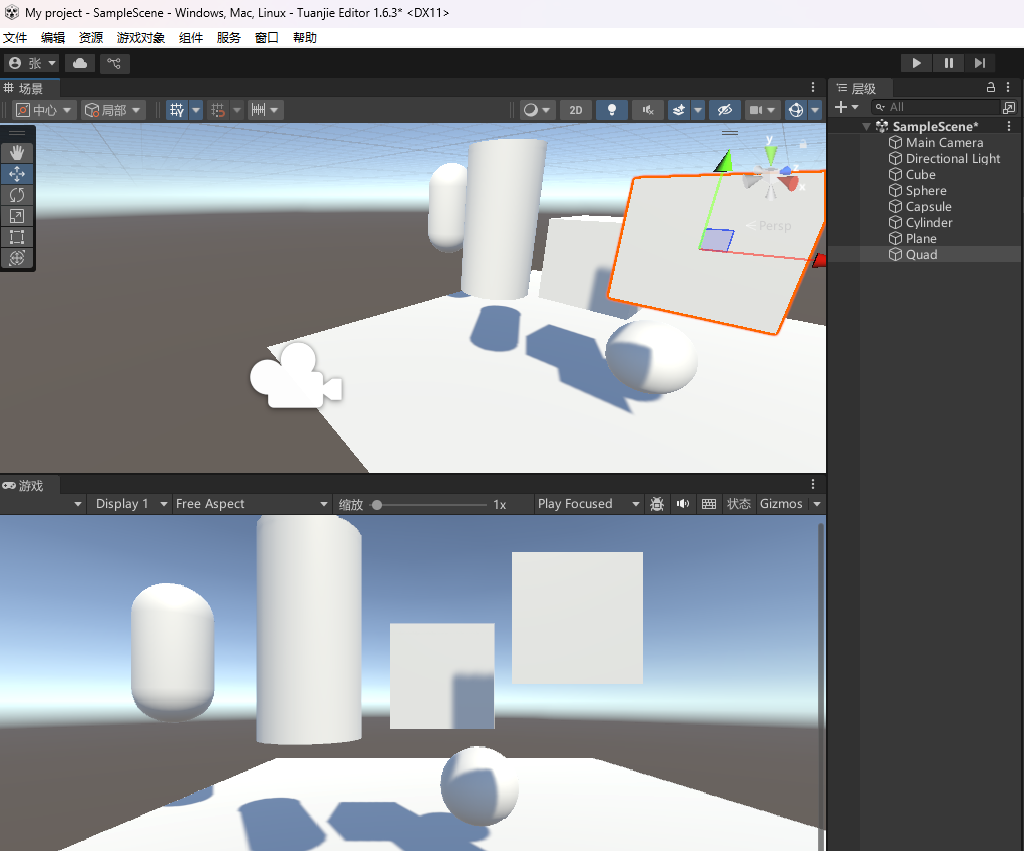 My project - SampleScene - Windows, Mac, Linux - Tuanjie Editor 1.6.3* <DX11>
文件 编辑 资源 游戏对象 组件 服务 窗口 帮助
张
场景
中心 局部 2D
y
z
x
Persp
层级
All
SampleScene*
Main Camera
Directional Light
Cube
Sphere
Capsule
Cylinder
Plane
Quad
游戏
Display 1 Free Aspect 缩放 1x Play Focused 状态 Gizmos